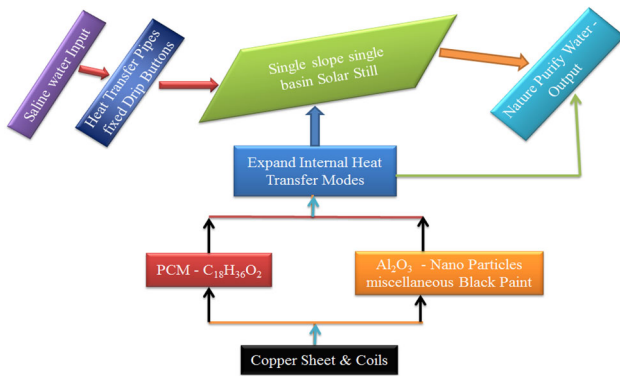 Saline water Input
Heat Transfer Pipes
fixed Drip Buttons
Single slope single
basin Solar Still
Nature Purify Water -
Output
Expand Internal Heat
Transfer Modes
PCM - C₁₈H₃₆O₂
Al₂O₃ - Nano Particles
miscellaneous Black Paint
Copper Sheet & Coils